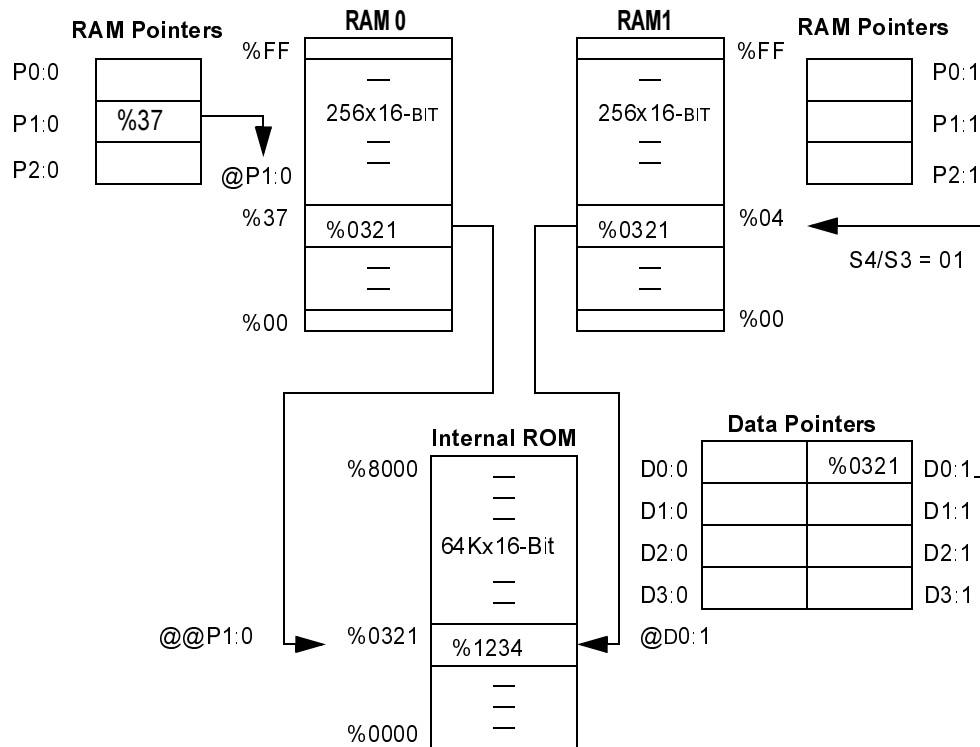 RAM Pointers
RAM 0
RAM1
RAM Pointers
%FF
%FF
P0:0
P0:1
256x16-BIT
256x16-BIT
P1:0
%37
P1:1
P2:0
@P1:0
P2:1
%37
%0321
%0321
%04
S4/S3 = 01
%00
%00
Internal ROM
Data Pointers
%8000
D0:0
%0321
D0:1
D1:0
D1:1
64Kx16-Bit
D2:0
D2:1
D3:0
D3:1
@@P1:0
%0321
%1234
@D0:1
%0000